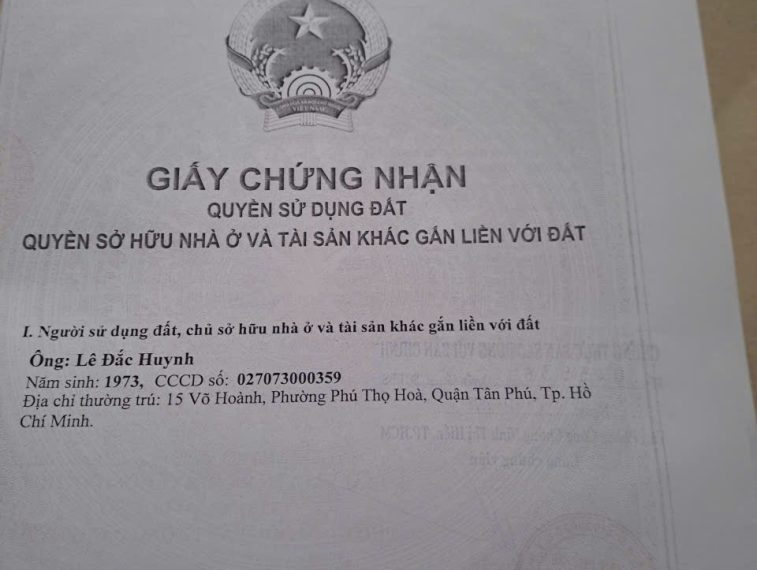 GIẤY CHỨNG NHẬN
QUYỀN SỬ DỤNG ĐẤT
QUYỀN SỞ HỮU NHÀ Ở VÀ TÀI SẢN KHÁC GẮN LIỀN VỚI ĐẤT
I. Người sử dụng đất, chủ sở hữu nhà ở và tài sản khác gắn liền với đất
Ông: Lê Đắc Huynh
Năm sinh: 1973, CCCD số: 027073000359
Địa chỉ thường trú: 15 Võ Hoành, Phường Phú Thọ Hoà, Quận Tân Phú, Tp. Hồ
Chí Minh.